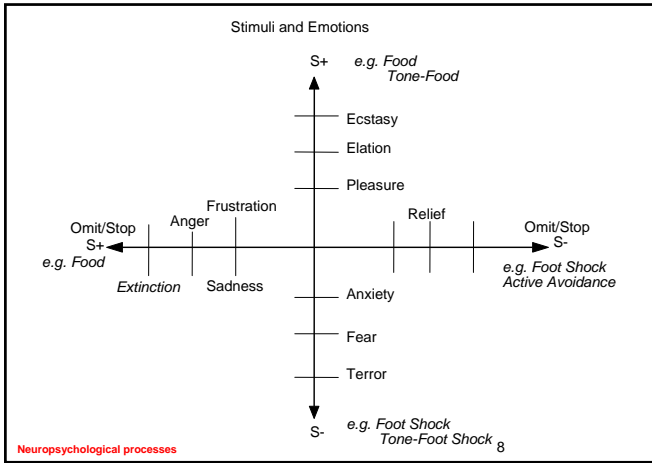 Stimuli and Emotions
S+ e.g. Food
Tone-Food
Ecstasy
Elation
Pleasure
Frustration
Anger
Omit/Stop
S+
e.g. Food
Extinction
Sadness
Relief
Omit/Stop
S-
e.g. Foot Shock
Active Avoidance
Anxiety
Fear
Terror
S- e.g. Foot Shock
Tone-Foot Shock
Neuropsychological processes
8